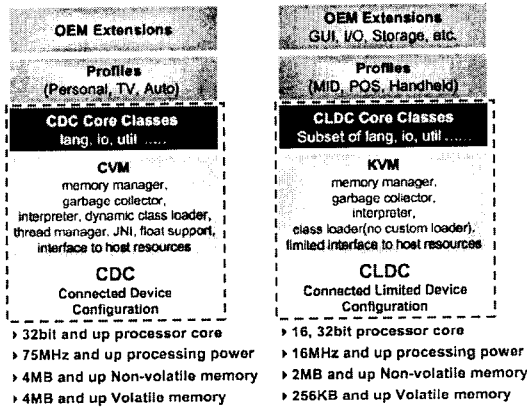 OEM Extensions
Profiles
(Personal, TV, Auto)
CDC Core Classes
lang, io, util .....
CVM
memory manager,
garbage collector,
interpreter, dynamic class loader,
thread manager, JNI, float support,
interface to host resources
CDC
Connected Device
Configuration
▸ 32bit and up processor core
▸ 75MHz and up processing power
▸ 4MB and up Non-volatile memory
▸ 4MB and up Volatile memory
OEM Extensions
GUI, I/O, Storage, etc.
Profiles
(MID, POS, Handheld)
CLDC Core Classes
Subset of lang, io, util ......
KVM
memory manager,
garbage collector,
interpreter,
class loader(no custom loader),
limited interface to host resources
CLDC
Connected Limited Device
Configuration
▸ 16, 32bit processor core
▸ 16MHz and up processing power
▸ 2MB and up Non-volatile memory
▸ 256KB and up Volatile memory